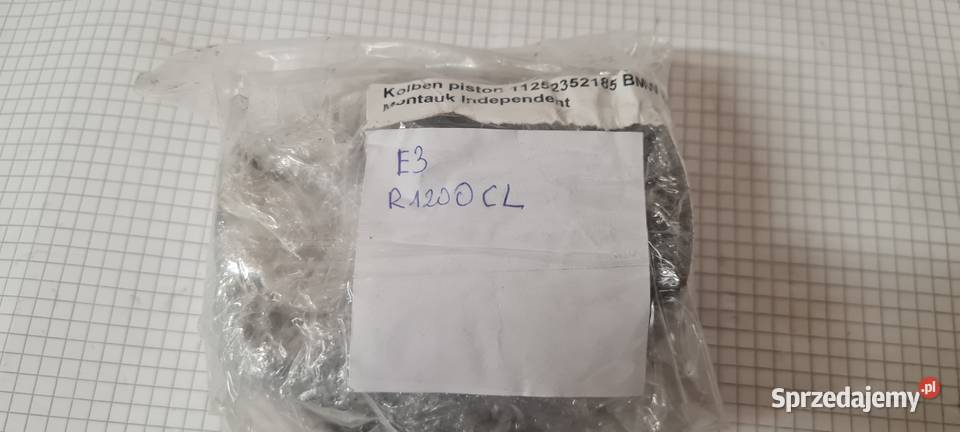 Kolben piston 11252352185 BMW
Montauk Independent
E3
R1200CL
Sprzedajemy.pl